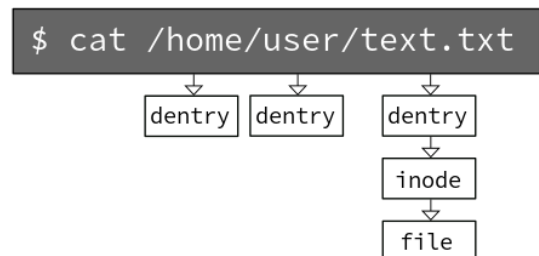 $ cat /home/user/text.txt
dentry dentry dentry
inode
file